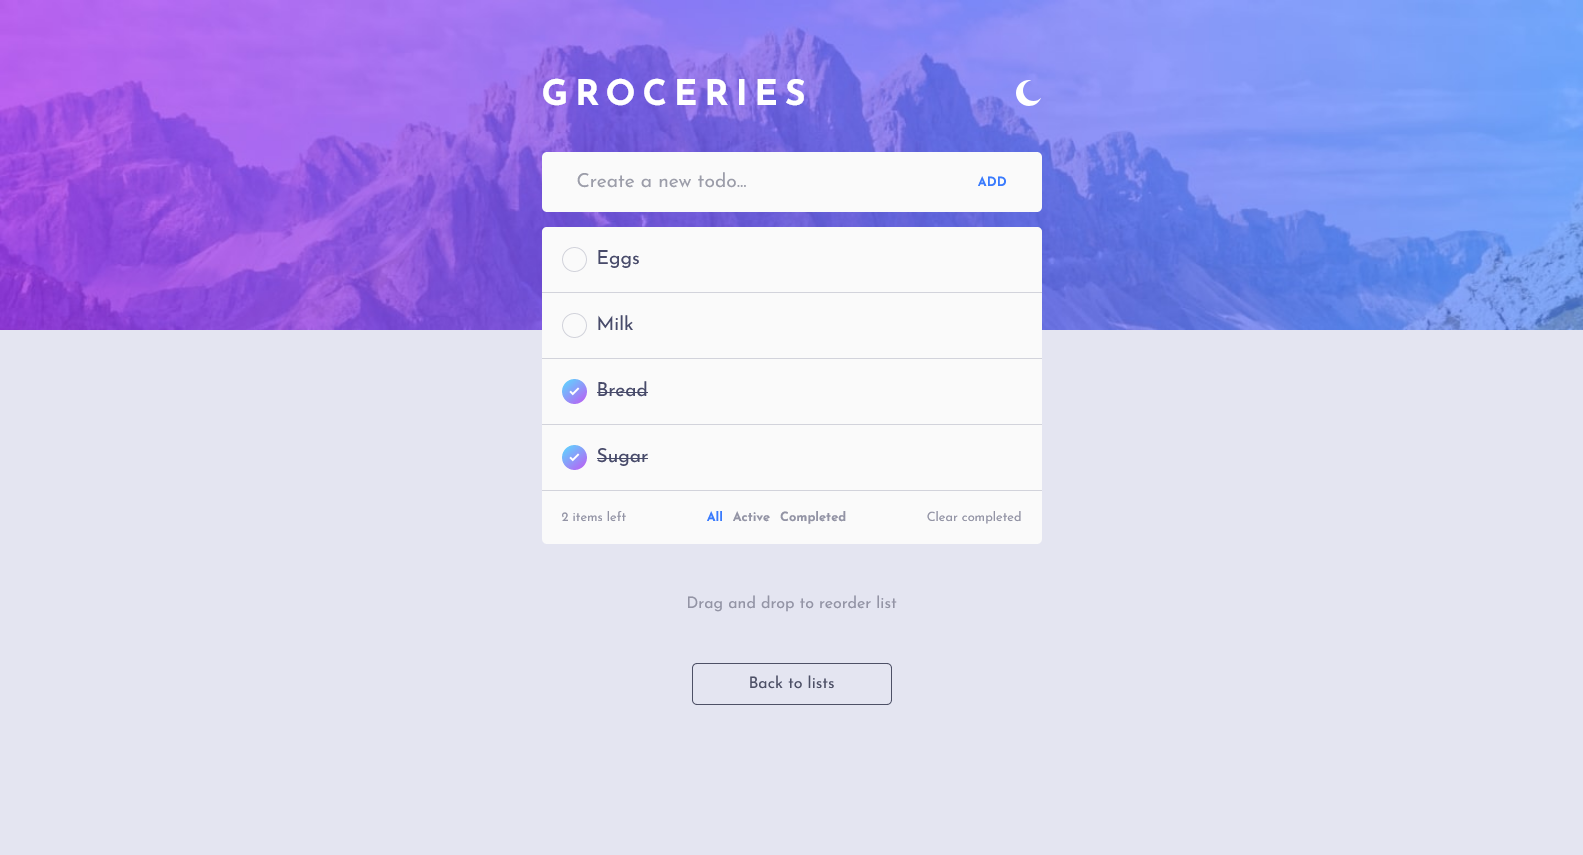 GROCERIES
Create a new todo...
ADD
Eggs
Milk
Bread
Sugar
2 items left
All Active Completed
Clear completed
Drag and drop to reorder list
Back to lists